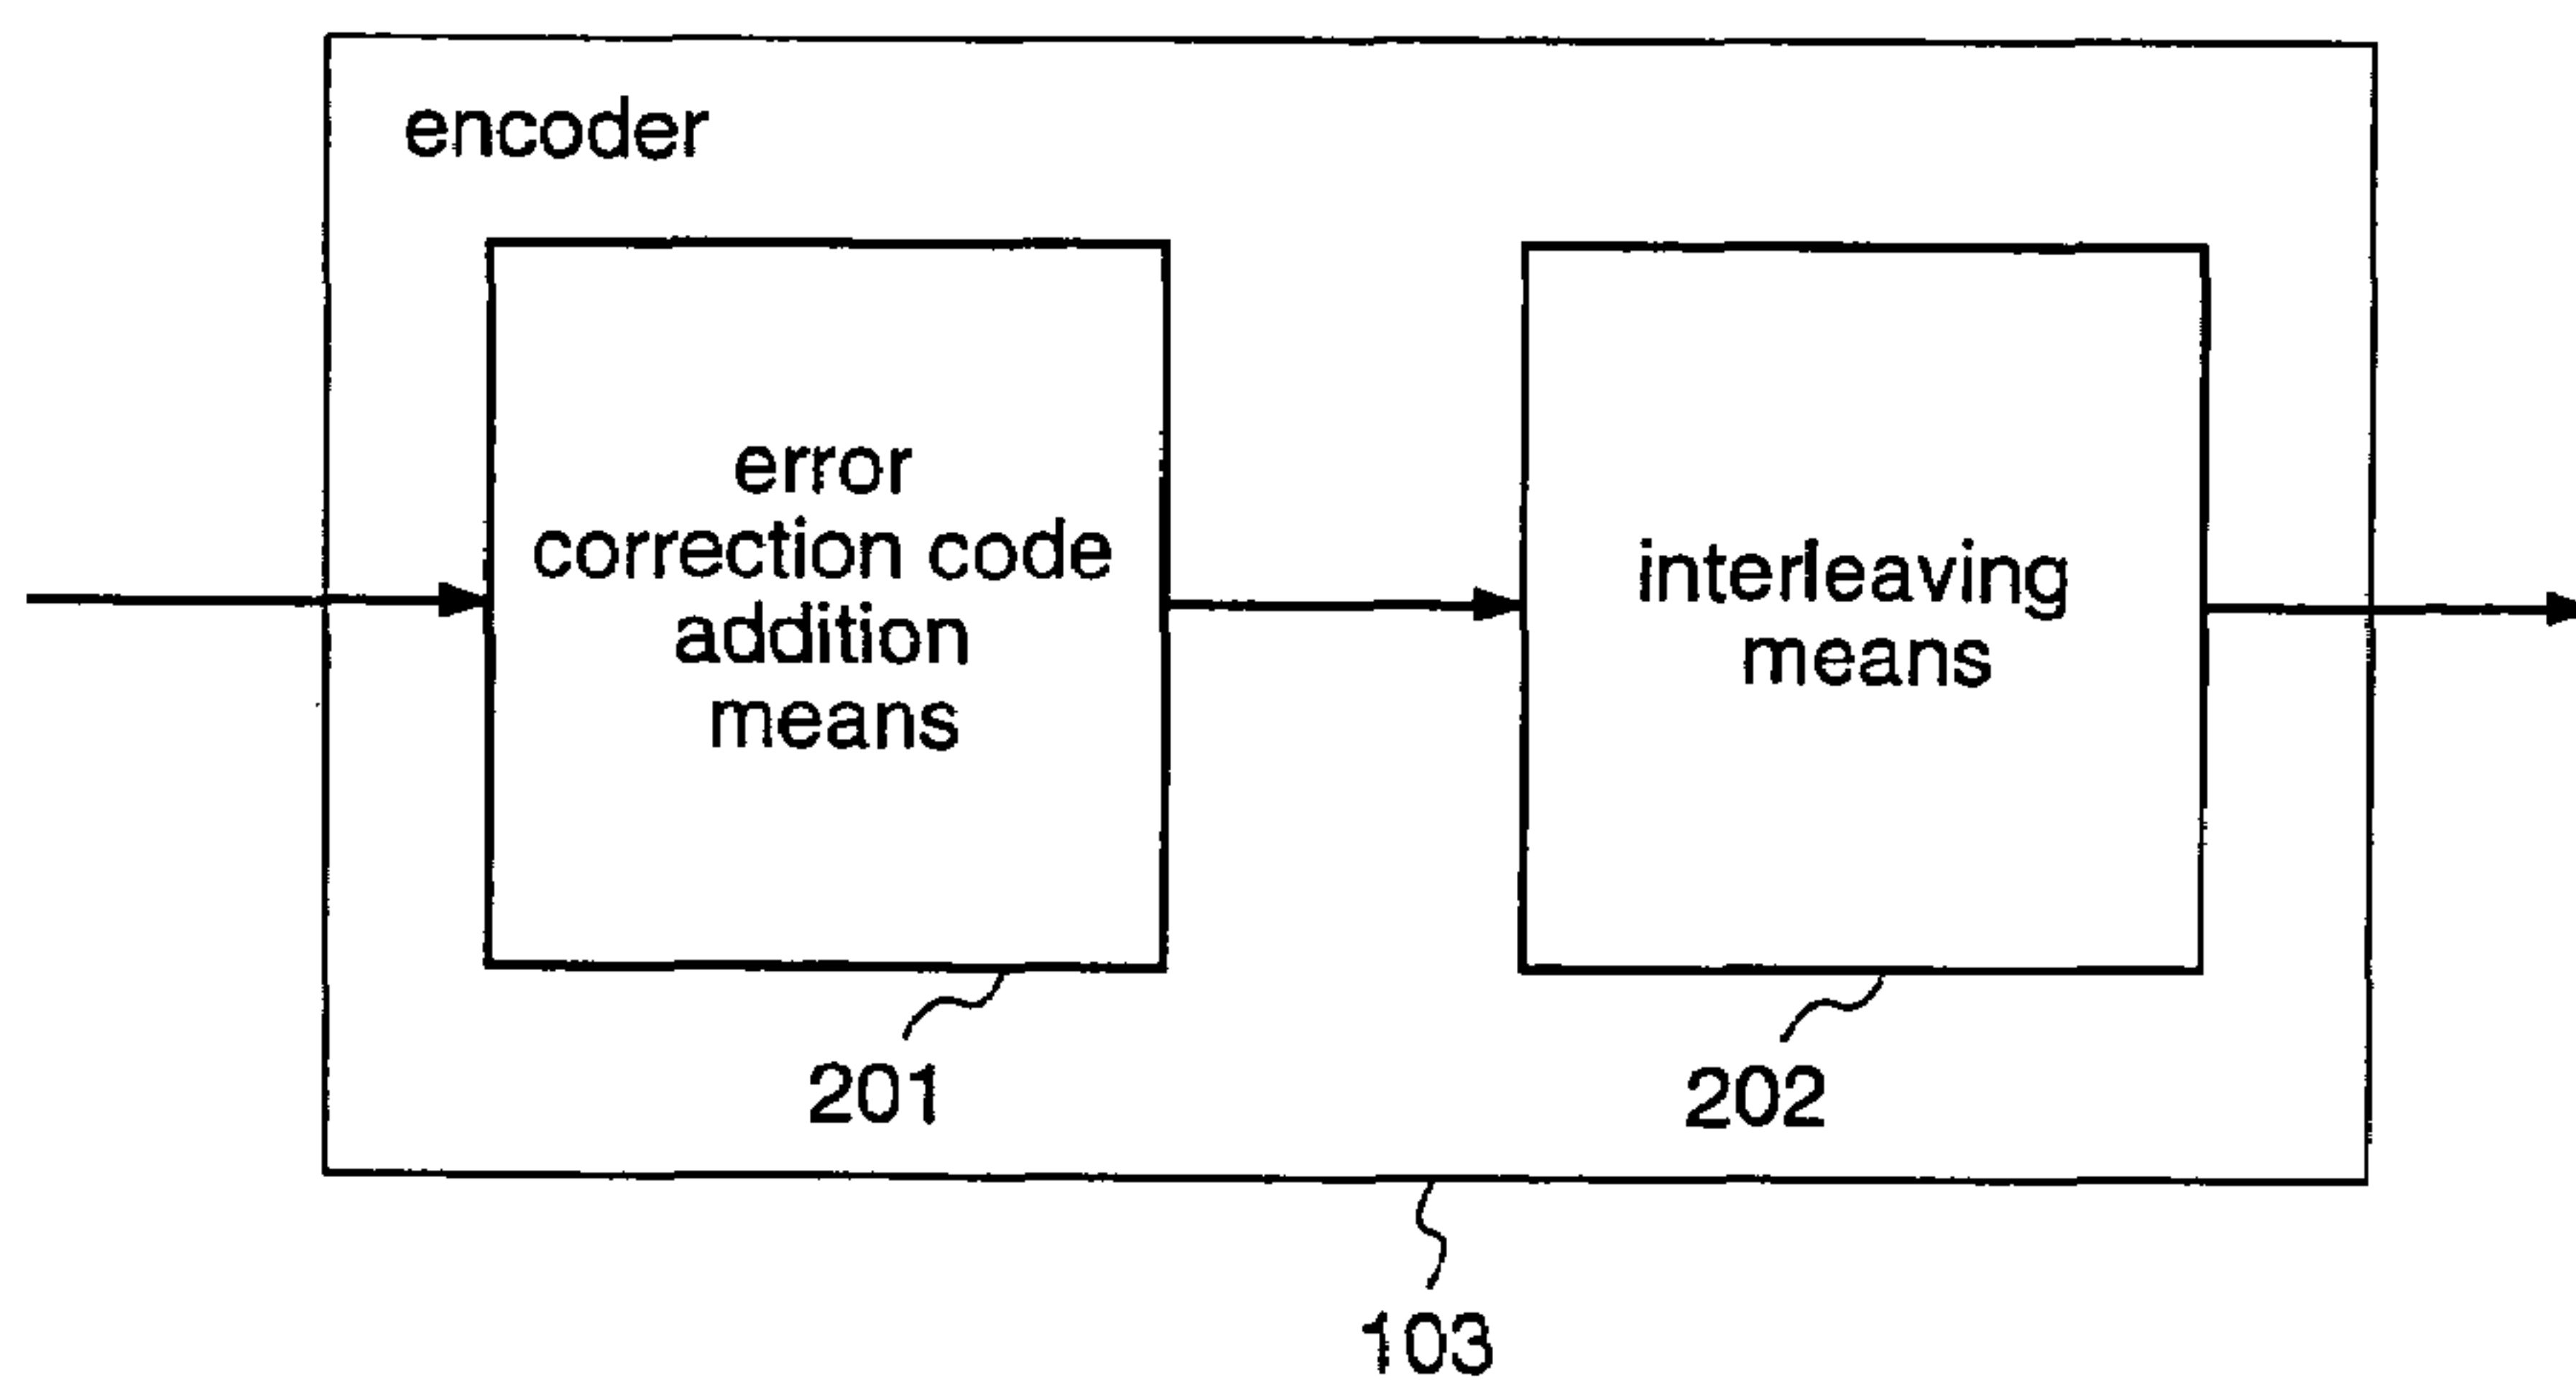 encoder
error
correction code
addition
means
interleaving
means
201
202
103